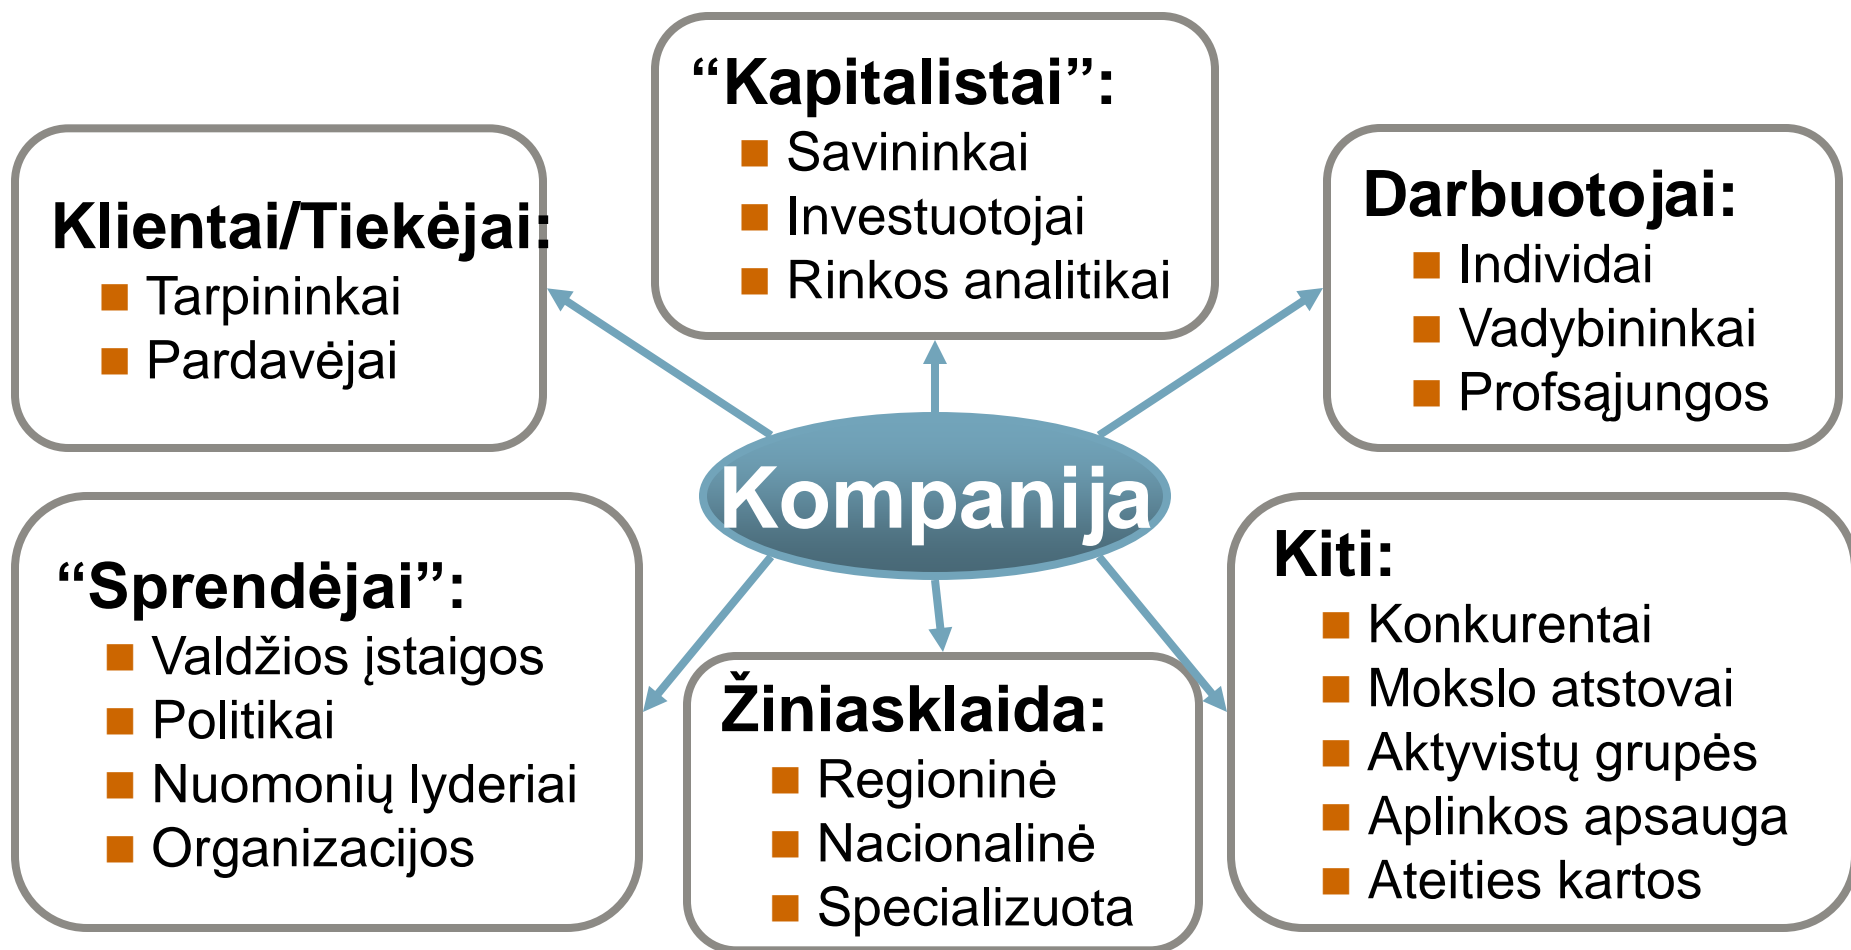 “Kapitalistai”:
Savininkai
Investuotojai
Rinkos analitikai
Klientai/Tiekėjai:
Tarpininkai
Pardavėjai
Darbuotojai:
Individai
Vadybininkai
Profsąjungos
Kompanija
“Sprendėjai”:
Valdžios įstaigos
Politikai
Nuomonių lyderiai
Organizacijos
Žiniasklaida:
Regioninė
Nacionalinė
Specializuota
Kiti:
Konkurentai
Mokslo atstovai
Aktyvistų grupės
Aplinkos apsauga
Ateities kartos